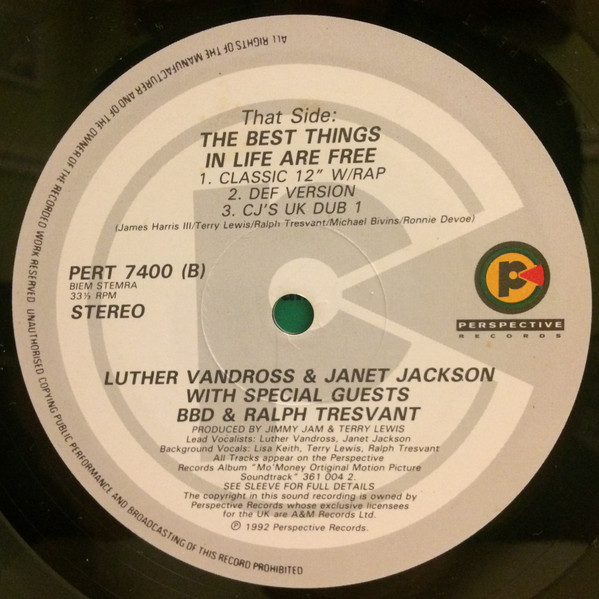 ALL RIGHTS OF THE MANUFACTURER AND OF THE OWNER OF THE RECORDED WORK RESERVED UNAUTHORISED COPYING PUBLIC PERFORMANCE AND BROADCASTING OF THIS RECORD PROHIBITED
That Side:
THE BEST THINGS
IN LIFE ARE FREE
1. CLASSIC 12" W/RAP
2. DEF VERSION
3. CJ'S UK DUB 1
(James Harris III/Terry Lewis/Ralph Tresvant/Michael Bivins/Ronnie Devoe)
PERT 7400 (B)
BIEM STEMRA
33⅓ RPM
STEREO
p
PERSPECTIVE
RECORDS
LUTHER VANDROSS & JANET JACKSON
WITH SPECIAL GUESTS
BBD & RALPH TRESVANT
PRODUCED BY JIMMY JAM & TERRY LEWIS
Lead Vocalists: Luther Vandross, Janet Jackson
Background Vocals: Lisa Keith, Terry Lewis, Ralph Tresvant
All Tracks appear on the Perspective
Records Album "Mo'Money Ortiginal Motion Picture
Soundtrack" 361 004 2.
SEE SLEEVE FOR FULL DETAILS
The copyright in this sound recording is owned by
Perspective Records whose exclusive licensees
for the UK are A&M Records Ltd.
℗ 1992 Perspective Records.